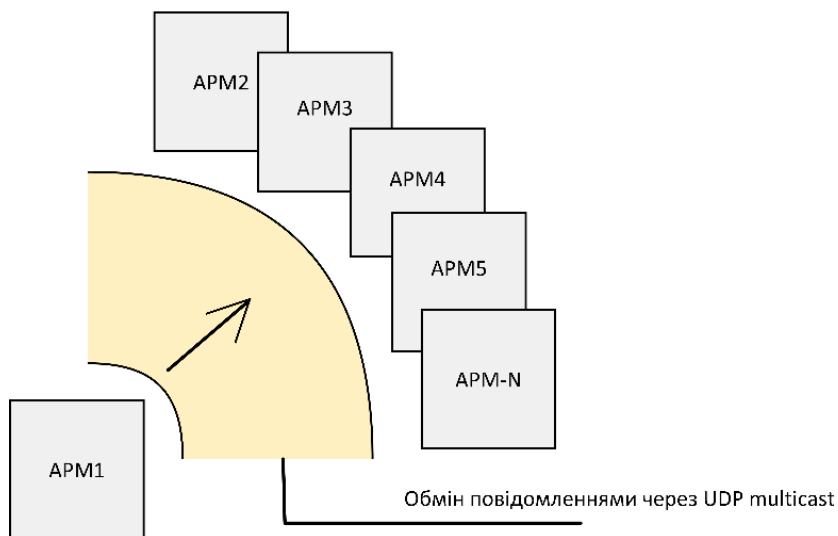 АРМ2
АРМ3
АРМ4
АРМ5
АРМ-N
АРМ1
Обмін повідомленнями через UDP multicast